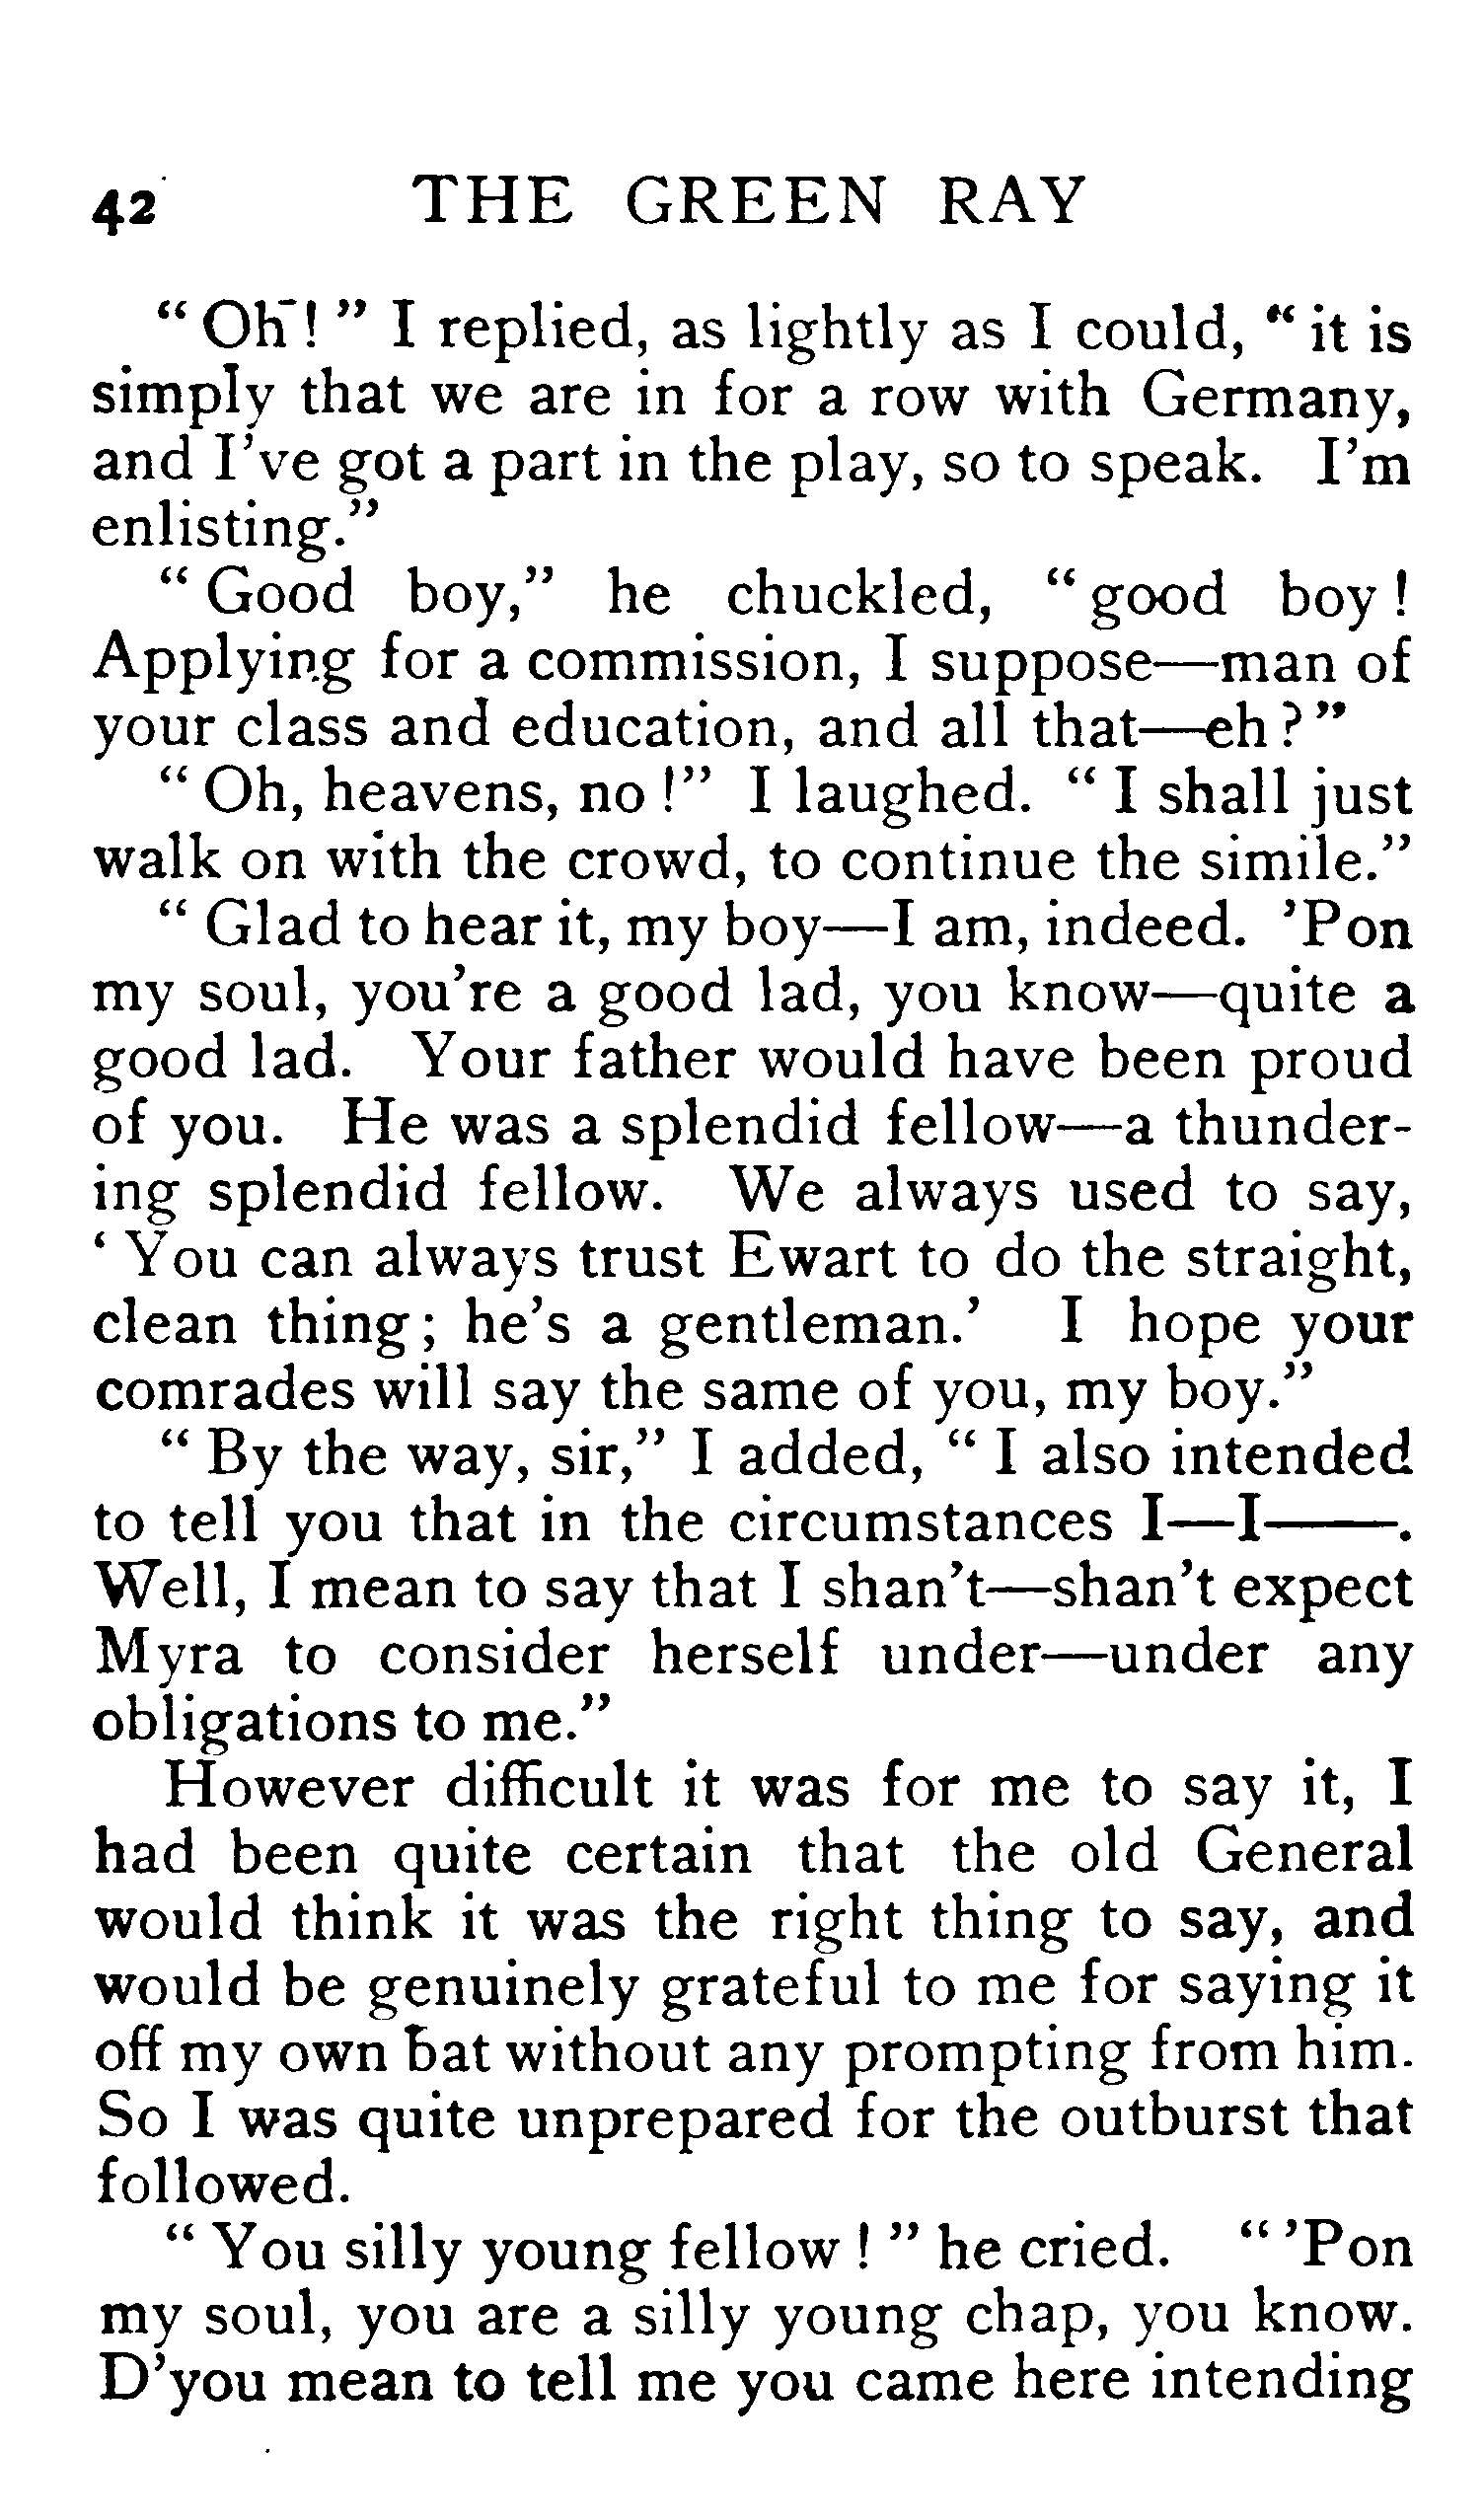 42 THE GREEN RAY
“ Oh ! ” I replied, as lightly as I could, “ it is
simply that we are in for a row with Germany,
and I’ve got a part in the play, so to speak. I’m
enlisting.”
“ Good boy,” he chuckled, “ good boy !
Applying for a commission, I suppose—man of
your class and education, and all that—eh ? ”
“ Oh, heavens, no !” I laughed. “ I shall just
walk on with the crowd, to continue the simile.”
“ Glad to hear it, my boy—I am, indeed. ’Pon
my soul, you’re a good lad, you know—quite a
good lad. Your father would have been proud
of you. He was a splendid fellow—a thunder-
ing splendid fellow. We always used to say,
‘ You can always trust Ewart to do the straight,
clean thing ; he’s a gentleman.’ I hope your
comrades will say the same of you, my boy.”
“ By the way, sir,” I added, “ I also intended
to tell you that in the circumstances I—I——.
Well, I mean to say that I shan’t—shan’t expect
Myra to consider herself under—under any
obligations to me.”
However difficult it was for me to say it, I
had been quite certain that the old General
would think it was the right thing to say, and
would be genuinely grateful to me for saying it
off my own bat without any prompting from him.
So I was quite unprepared for the outburst that
followed.
“ You silly young fellow ! ” he cried. “ ’Pon
my soul, you are a silly young chap, you know.
D’you mean to tell me you came here intending